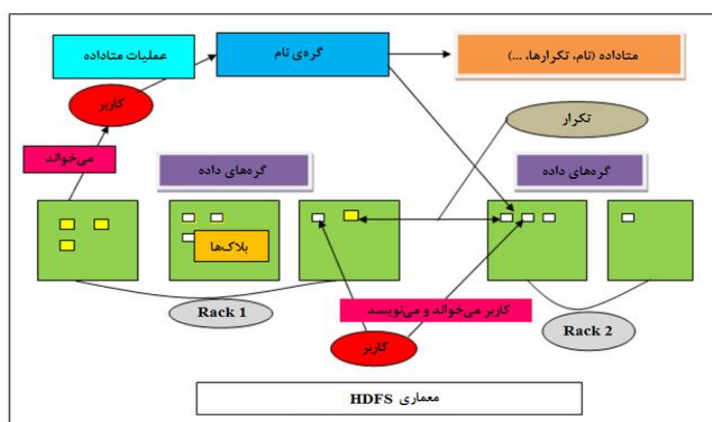 عملیات متاداده
گره‌ی نام
متاداده (نام، تکرارها، ...)
کاربر
تکرار
می‌خواند
گره‌های داده
گره‌های داده
بلاک‌ها
Rack 1
کاربر می‌خواند و می‌نویسد
Rack 2
کاربر
معماری HDFS